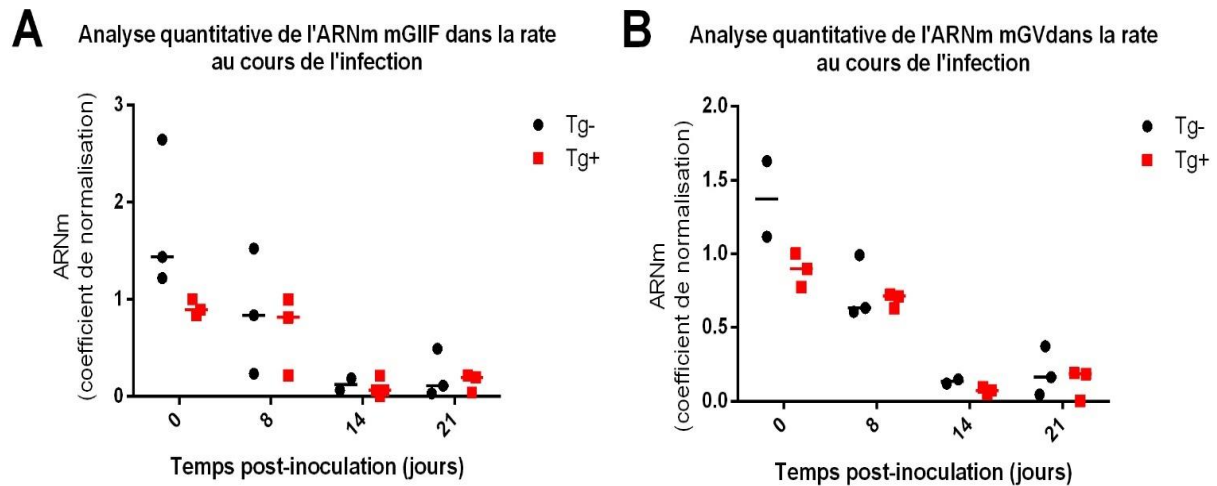 A
Analyse quantitative de l'ARNm mGIIF dans la rate
au cours de l'infection
ARNm
(coefficient de normalisation)
3
2
1
0
0
8
14
21
Temps post-inoculation (jours)
Tg-
Tg+
B
Analyse quantitative de l'ARNm mGVdans la rate
au cours de l'infection
ARNm
(coefficient de normalisation)
2.0
1.5
1.0
0.5
0.0
0
8
14
21
Temps post-inoculation (jours)
Tg-
Tg+